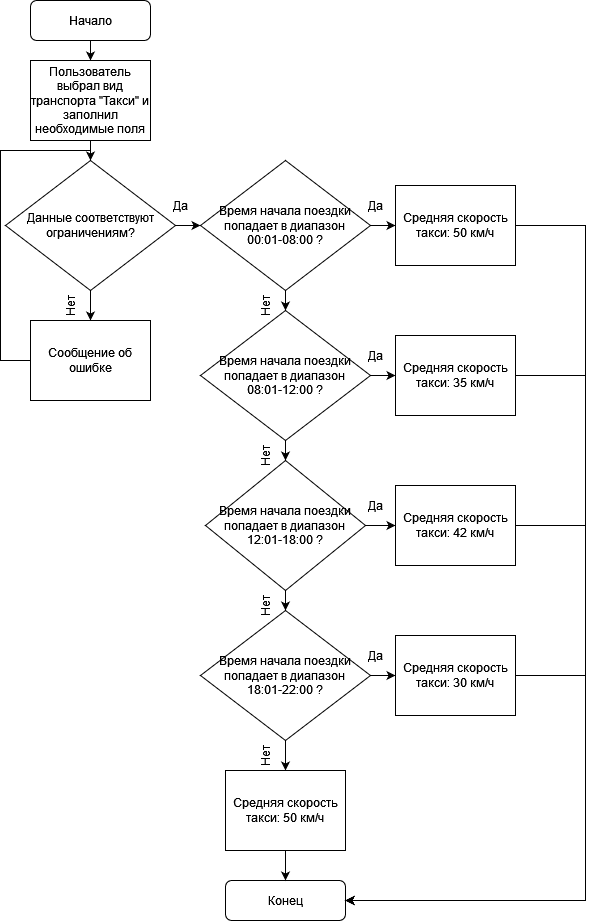 Начало
Пользователь
выбрал вид
транспорта "Такси" и
заполнил
необходимые поля
Данные соответствуют
ограничениям?
Да
Время начала поездки
попадает в диапазон
00:01-08:00 ?
Да
Средняя скорость
такси: 50 км/ч
Нет
Сообщение об
ошибке
Нет
Время начала поездки
попадает в диапазон
08:01-12:00 ?
Да
Средняя скорость
такси: 35 км/ч
Нет
Время начала поездки
попадает в диапазон
12:01-18:00 ?
Да
Средняя скорость
такси: 42 км/ч
Нет
Время начала поездки
попадает в диапазон
18:01-22:00 ?
Да
Средняя скорость
такси: 30 км/ч
Нет
Средняя скорость
такси: 50 км/ч
Конец